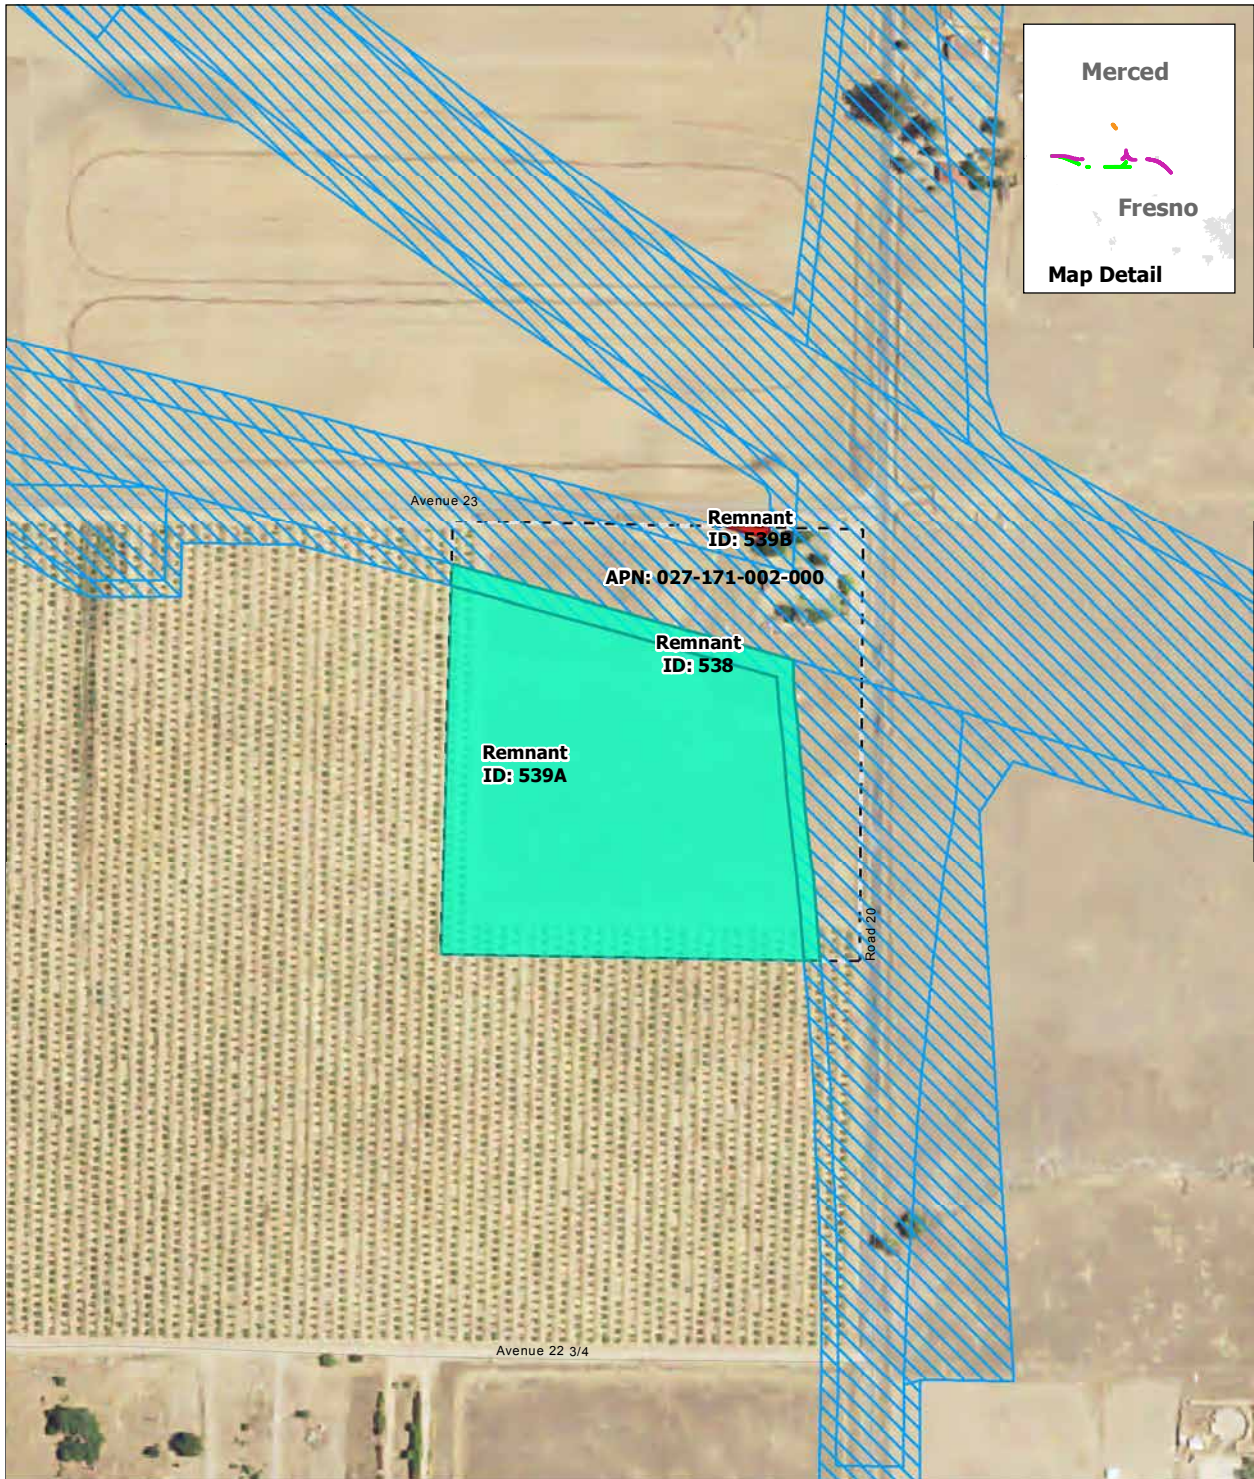 Merced
Fresno
Map Detail
Avenue 23
Remnant
ID: 539B
APN: 027-171-002-000
Remnant
ID: 538
Remnant
ID: 539A
Road 20
Avenue 22 3/4